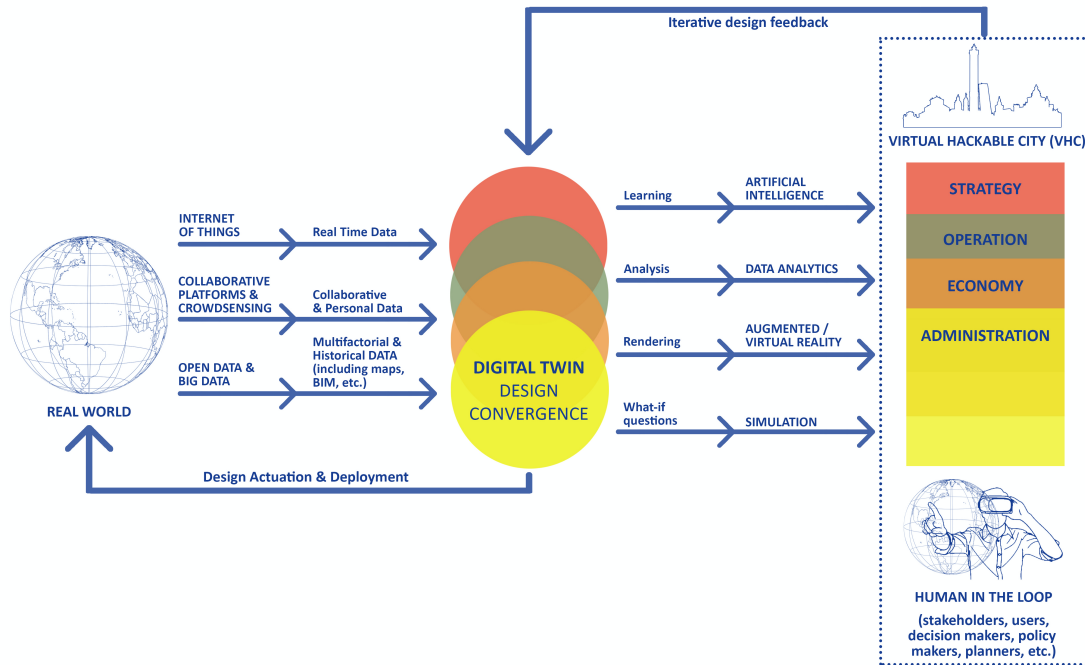 Iterative design feedback
VIRTUAL HACKABLE CITY (VHC)
STRATEGY
OPERATION
ECONOMY
ADMINISTRATION
INTERNET
OF THINGS
Real Time Data
COLLABORATIVE
PLATFORMS &
CROWDSENSING
Collaborative
& Personal Data
OPEN DATA &
BIG DATA
Multifactorial &
Historical DATA
(including maps,
BIM, etc.)
REAL WORLD
DIGITAL TWIN
DESIGN
CONVERGENCE
Learning
ARTIFICIAL
INTELLIGENCE
Analysis
DATA ANALYTICS
Rendering
AUGMENTED /
VIRTUAL REALITY
What-if
questions
SIMULATION
Design Actuation & Deployment
HUMAN IN THE LOOP
(stakeholders, users,
decision makers, policy
makers, planners, etc.)